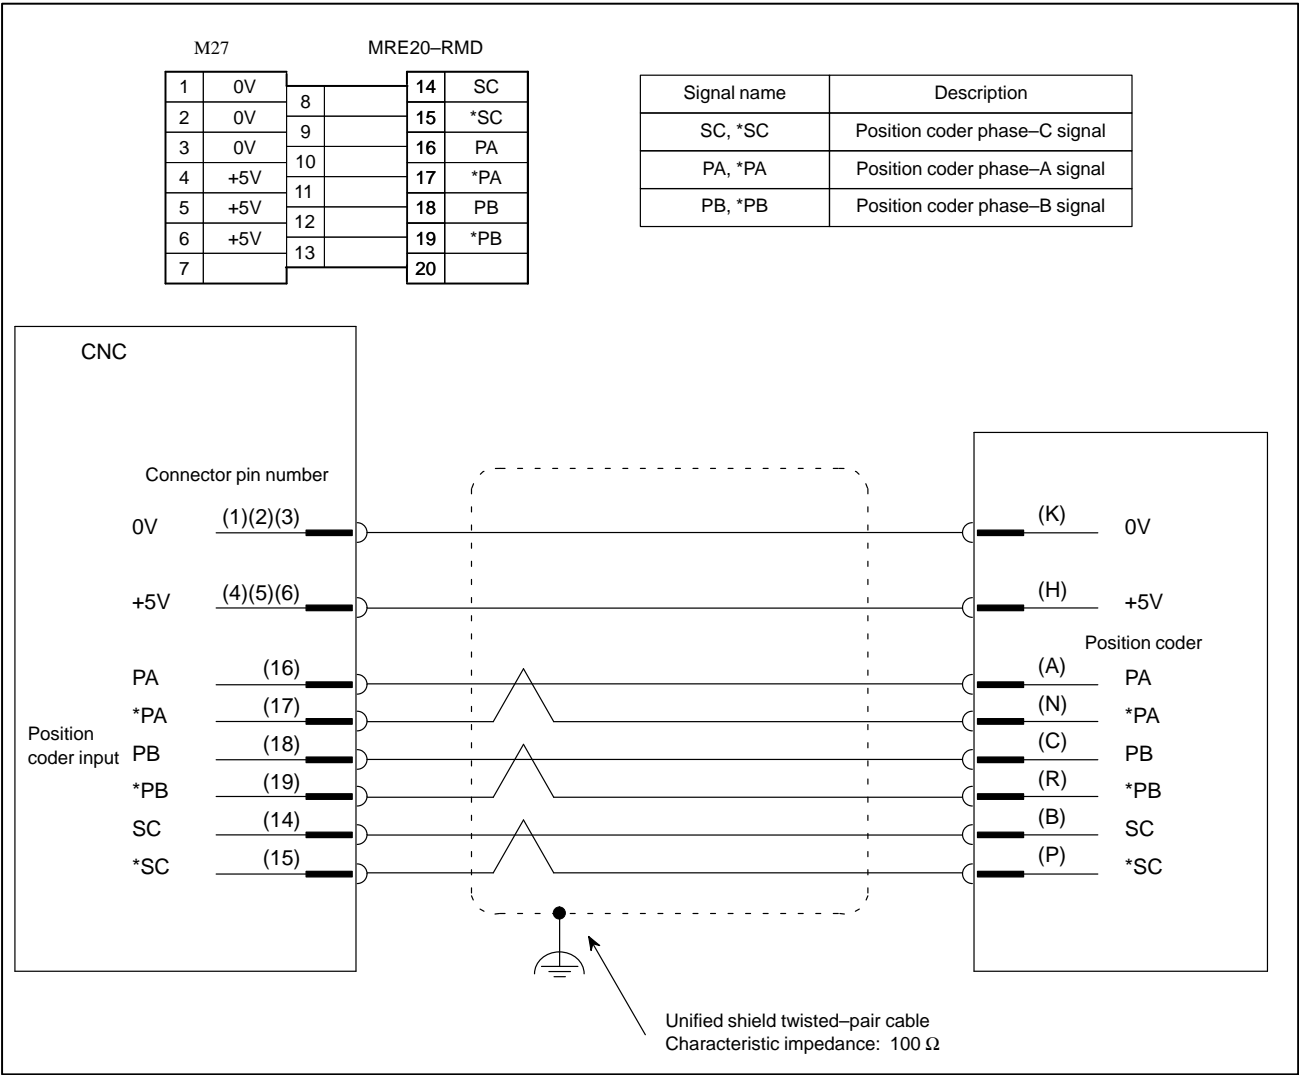 M27 MRE20–RMD
1 0V 14 SC
8
2 0V 15 *SC
9
3 0V 16 PA
10
4 +5V 17 *PA
11
5 +5V 18 PB
12
6 +5V 19 *PB
13
7 20
Signal name Description
SC, *SC Position coder phase–C signal
PA, *PA Position coder phase–A signal
PB, *PB Position coder phase–B signal
CNC
Connector pin number
0V (1)(2)(3) (K) 0V
+5V (4)(5)(6) (H) +5V
Position coder
PA (16) (A) PA
*PA (17) (N) *PA
Position
coder input
PB (18) (C) PB
*PB (19) (R) *PB
SC (14) (B) SC
*SC (15) (P) *SC
Unified shield twisted–pair cable
Characteristic impedance: 100 Ω